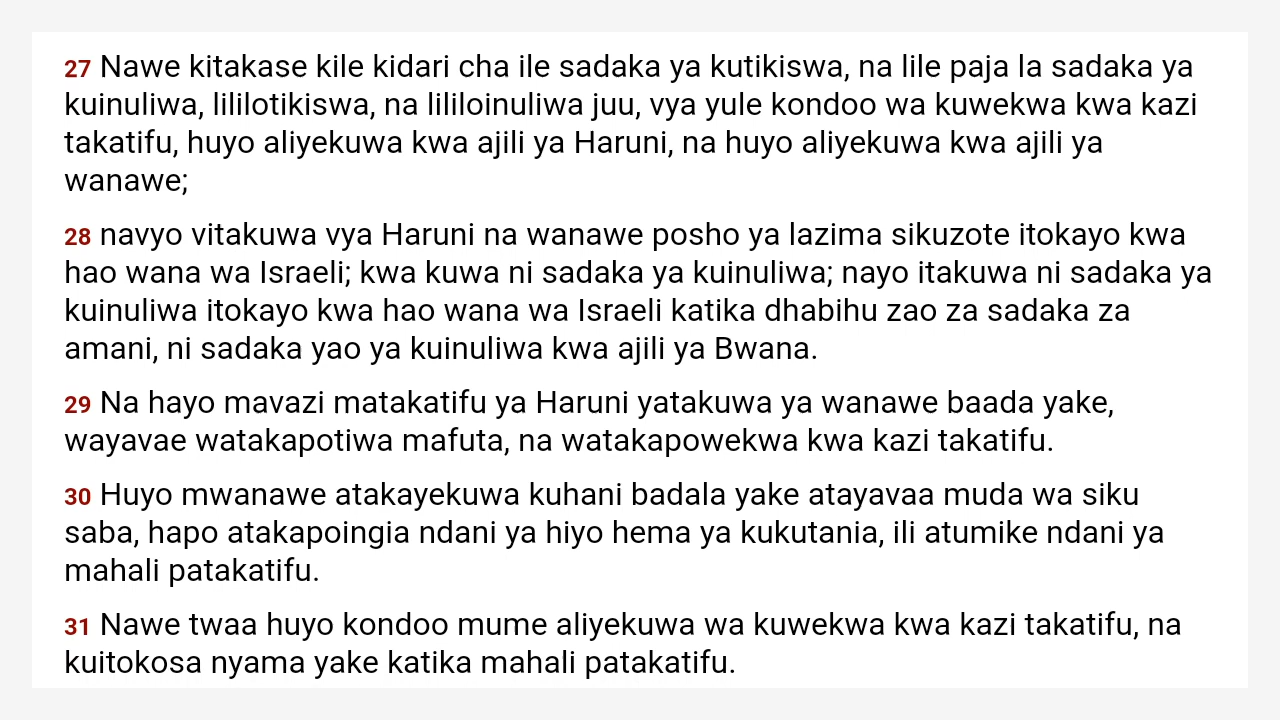 27 Nawe kitakase kile kidari cha ile sadaka ya kutikiswa, na lile paja la sadaka ya
kuinuliwa, lililotikiswa, na lililoinuliwa juu, vya yule kondoo wa kuwekwa kwa kazi
takatifu, huyo aliyekuwa kwa ajili ya Haruni, na huyo aliyekuwa kwa ajili ya
wanawe;
28 navyo vitakuwa vya Haruni na wanawe posho ya lazima sikuzote itokayo kwa
hao wana wa Israeli; kwa kuwa ni sadaka ya kuinuliwa; nayo itakuwa ni sadaka ya
kuinuliwa itokayo kwa hao wana wa Israeli katika dhabihu zao za sadaka za
amani, ni sadaka yao ya kuinuliwa kwa ajili ya Bwana.
29 Na hayo mavazi matakatifu ya Haruni yatakuwa ya wanawe baada yake,
wayavae watakapotiwa mafuta, na watakapowekwa kwa kazi takatifu.
30 Huyo mwanawe atakayekuwa kuhani badala yake atayavaa muda wa siku
saba, hapo atakapoingia ndani ya hiyo hema ya kukutania, ili atumike ndani ya
mahali patakatifu.
31 Nawe twaa huyo kondoo mume aliyekuwa wa kuwekwa kwa kazi takatifu, na
kuitokosa nyama yake katika mahali patakatifu.